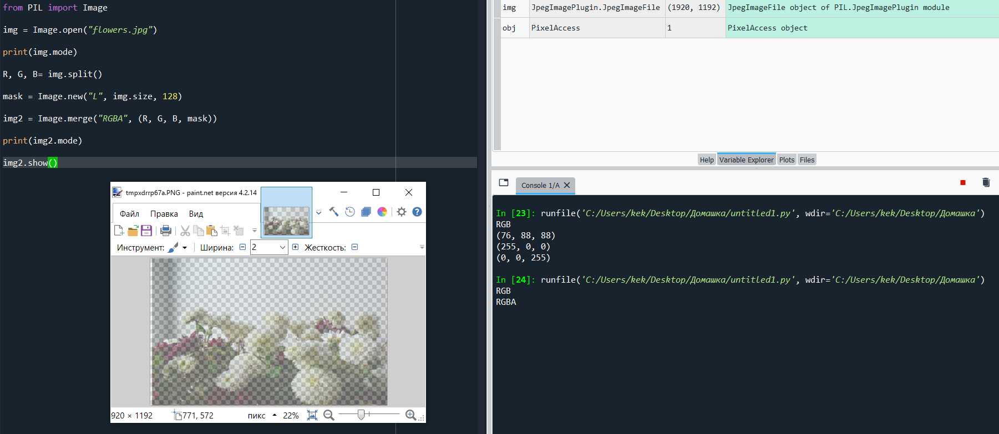 from PIL import Image
img = Image.open("flowers.jpg")
print(img.mode)
R, G, B= img.split()
mask = Image.new("L", img.size, 128)
img2 = Image.merge("RGBA", (R, G, B, mask))
print(img2.mode)
img2.show()
tmpxdrrp67a.PNG - paint.net версия 4.2.14
Файл Правка Вид
Инструмент: Ширина: 2 Жесткость:
920 × 1192 771, 572 пикс 22%
img JpegImagePlugin.JpegImageFile (1920, 1192) JpegImageFile object of PIL.JpegImagePlugin module
obj PixelAccess 1 PixelAccess object
Help Variable Explorer Plots Files
Console 1/A
In [23]: runfile('C:/Users/kek/Desktop/Домашка/untitled1.py', wdir='C:/Users/kek/Desktop/Домашка')
RGB
(76, 88, 88)
(255, 0, 0)
(0, 0, 255)
In [24]: runfile('C:/Users/kek/Desktop/Домашка/untitled1.py', wdir='C:/Users/kek/Desktop/Домашка')
RGB
RGBA